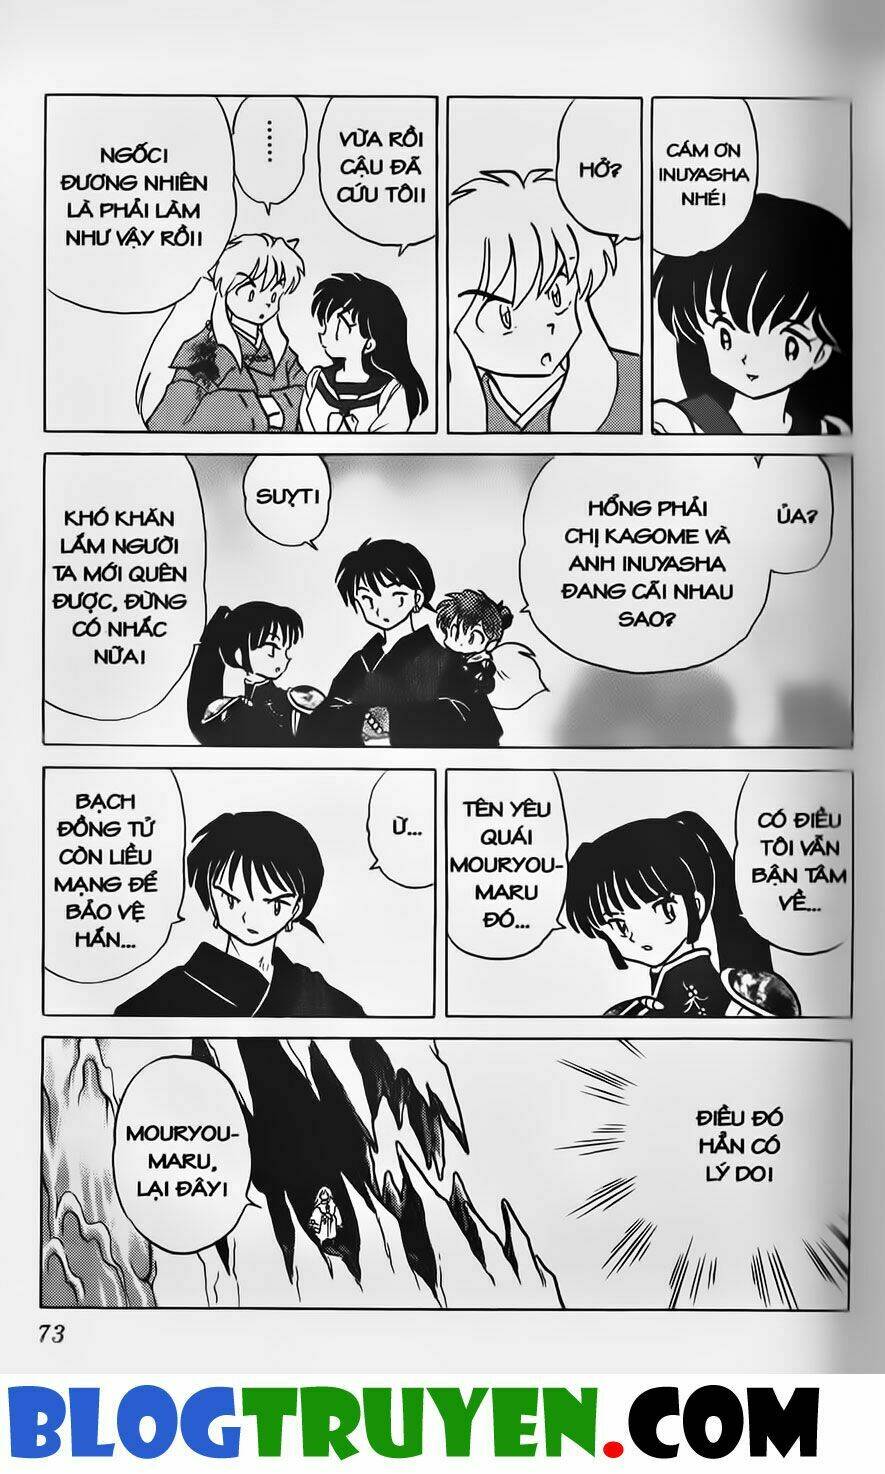 CÁM ƠN
INUYASHA
NHÉ!
HỞ?
VỪA RỒI
CẬU ĐÃ
CỨU TÔI!
......
NGỐC!
ĐƯƠNG NHIÊN
LÀ PHẢI LÀM
NHƯ VẬY RỒI!
ỦA?
HỔNG PHẢI
CHỊ KAGOME VÀ
ANH INUYASHA
ĐANG CÃI NHAU
SAO?
SUỴT!
KHÓ KHĂN
LẮM NGƯỜI
TA MỚI QUÊN
ĐƯỢC, ĐỪNG
CÓ NHẮC
NỮA!
CÓ ĐIỀU
TÔI VẪN
BẬN TÂM
VỀ...
TÊN YÊU
QUÁI
MOURYOU-
MARU
ĐÓ...
Ừ...
BẠCH
ĐỒNG TỬ
CÒN LIỀU
MẠNG ĐỂ
BẢO VỆ
HẮN...
ĐIỀU ĐÓ
HẲN CÓ
LÝ DO!
MOURYOU-
MARU,
LẠI ĐÂY!
73
BLOGTRUYEN.COM